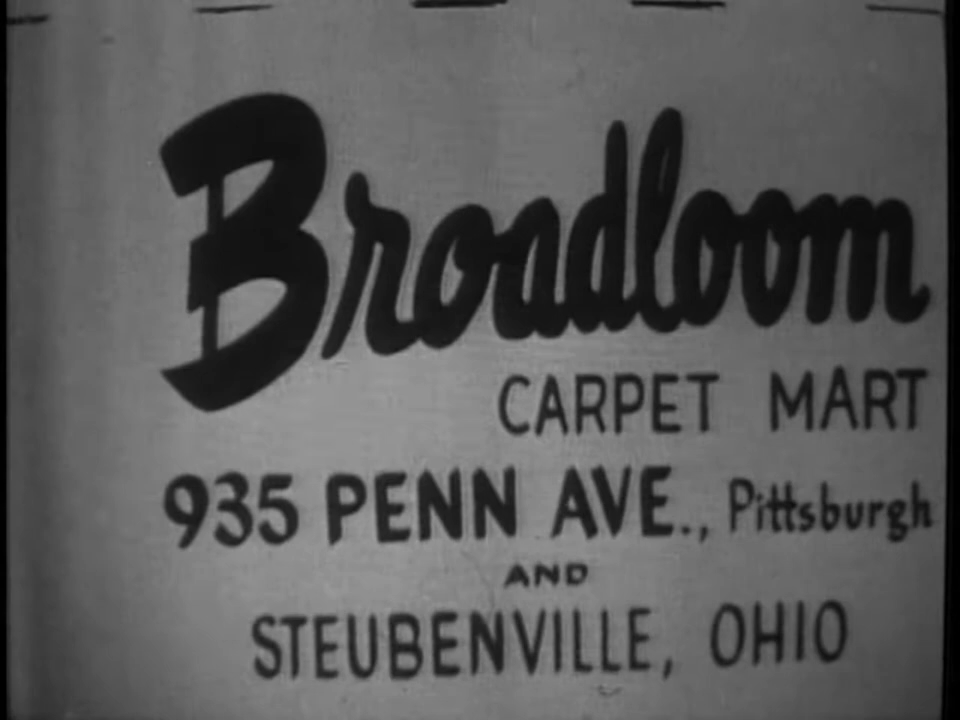 Broadloom
CARPET MART
935 PENN AVE., Pittsburgh
AND
STEUBENVILLE, OHIO